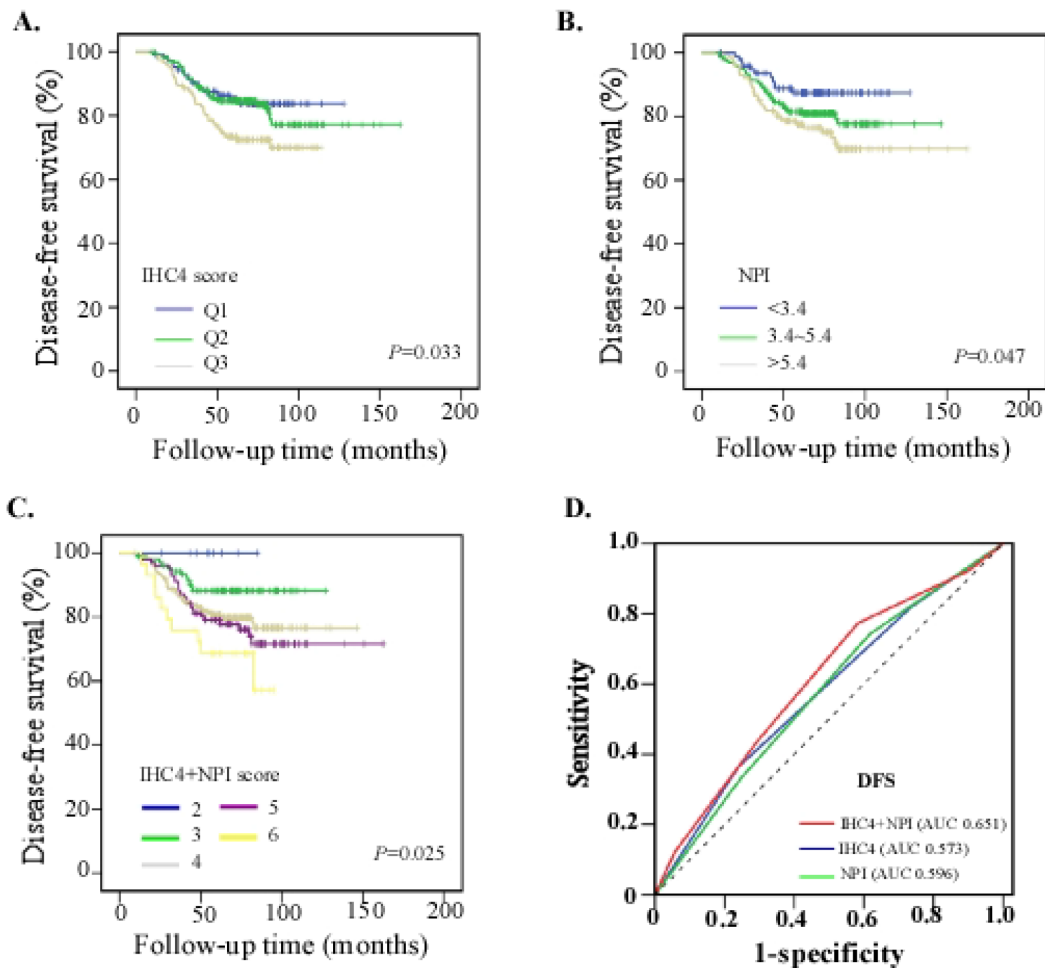 A.
Disease-free survival (%)
100
80
60
40
20
0
IHC4 score
Q1
Q2
Q3
P=0.033
0 50 100 150 200
Follow-up time (months)
B.
Disease-free survival (%)
100
80
60
40
20
0
NPI
<3.4
3.4~5.4
>5.4
P=0.047
0 50 100 150 200
Follow-up time (months)
C.
Disease-free survival (%)
100
80
60
40
20
0
IHC4+NPI score
2 5
3 6
4
P=0.025
0 50 100 150 200
Follow-up time (months)
D.
Sensitivity
1.0
0.8
0.6
0.4
0.2
0
DFS
IHC4+NPI (AUC 0.651)
IHC4 (AUC 0.573)
NPI (AUC 0.596)
0 0.2 0.4 0.6 0.8 1.0
1-specificity